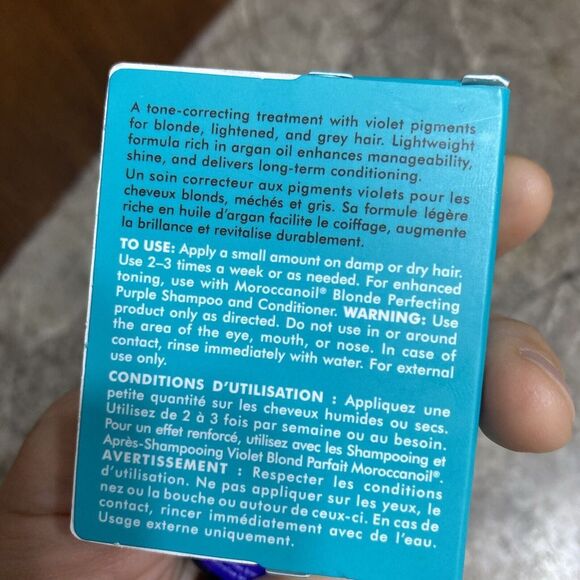 A tone-correcting treatment with violet pigments
for blonde, lightened, and grey hair. Lightweight
formula rich in argan oil enhances manageability,
shine, and delivers long-term conditioning.
Un soin correcteur aux pigments violets pour les
cheveux blonds, méchés et gris. Sa formule légère
riche en huile d'argan facilite le coiffage, augmente
la brillance et revitalise durablement.
TO USE: Apply a small amount on damp or dry hair.
Use 2–3 times a week or as needed. For enhanced
toning, use with Moroccanoil® Blonde Perfecting
Purple Shampoo and Conditioner. WARNING: Use
product only as directed. Do not use in or around
the area of the eye, mouth, or nose. In case of
contact, rinse immediately with water. For external
use only.
CONDITIONS D'UTILISATION : Appliquez une
petite quantité sur les cheveux humides ou secs.
Utilisez de 2 à 3 fois par semaine ou au besoin.
Pour un effet renforcé, utilisez avec les Shampooing et
Après-Shampooing Violet Blond Parfait Moroccanoil®.
AVERTISSEMENT : Respecter les conditions
d'utilisation. Ne pas appliquer sur les yeux, le
nez ou la bouche ou autour de ceux-ci. En cas de
contact, rincer immédiatement avec de l'eau.
Usage externe uniquement.